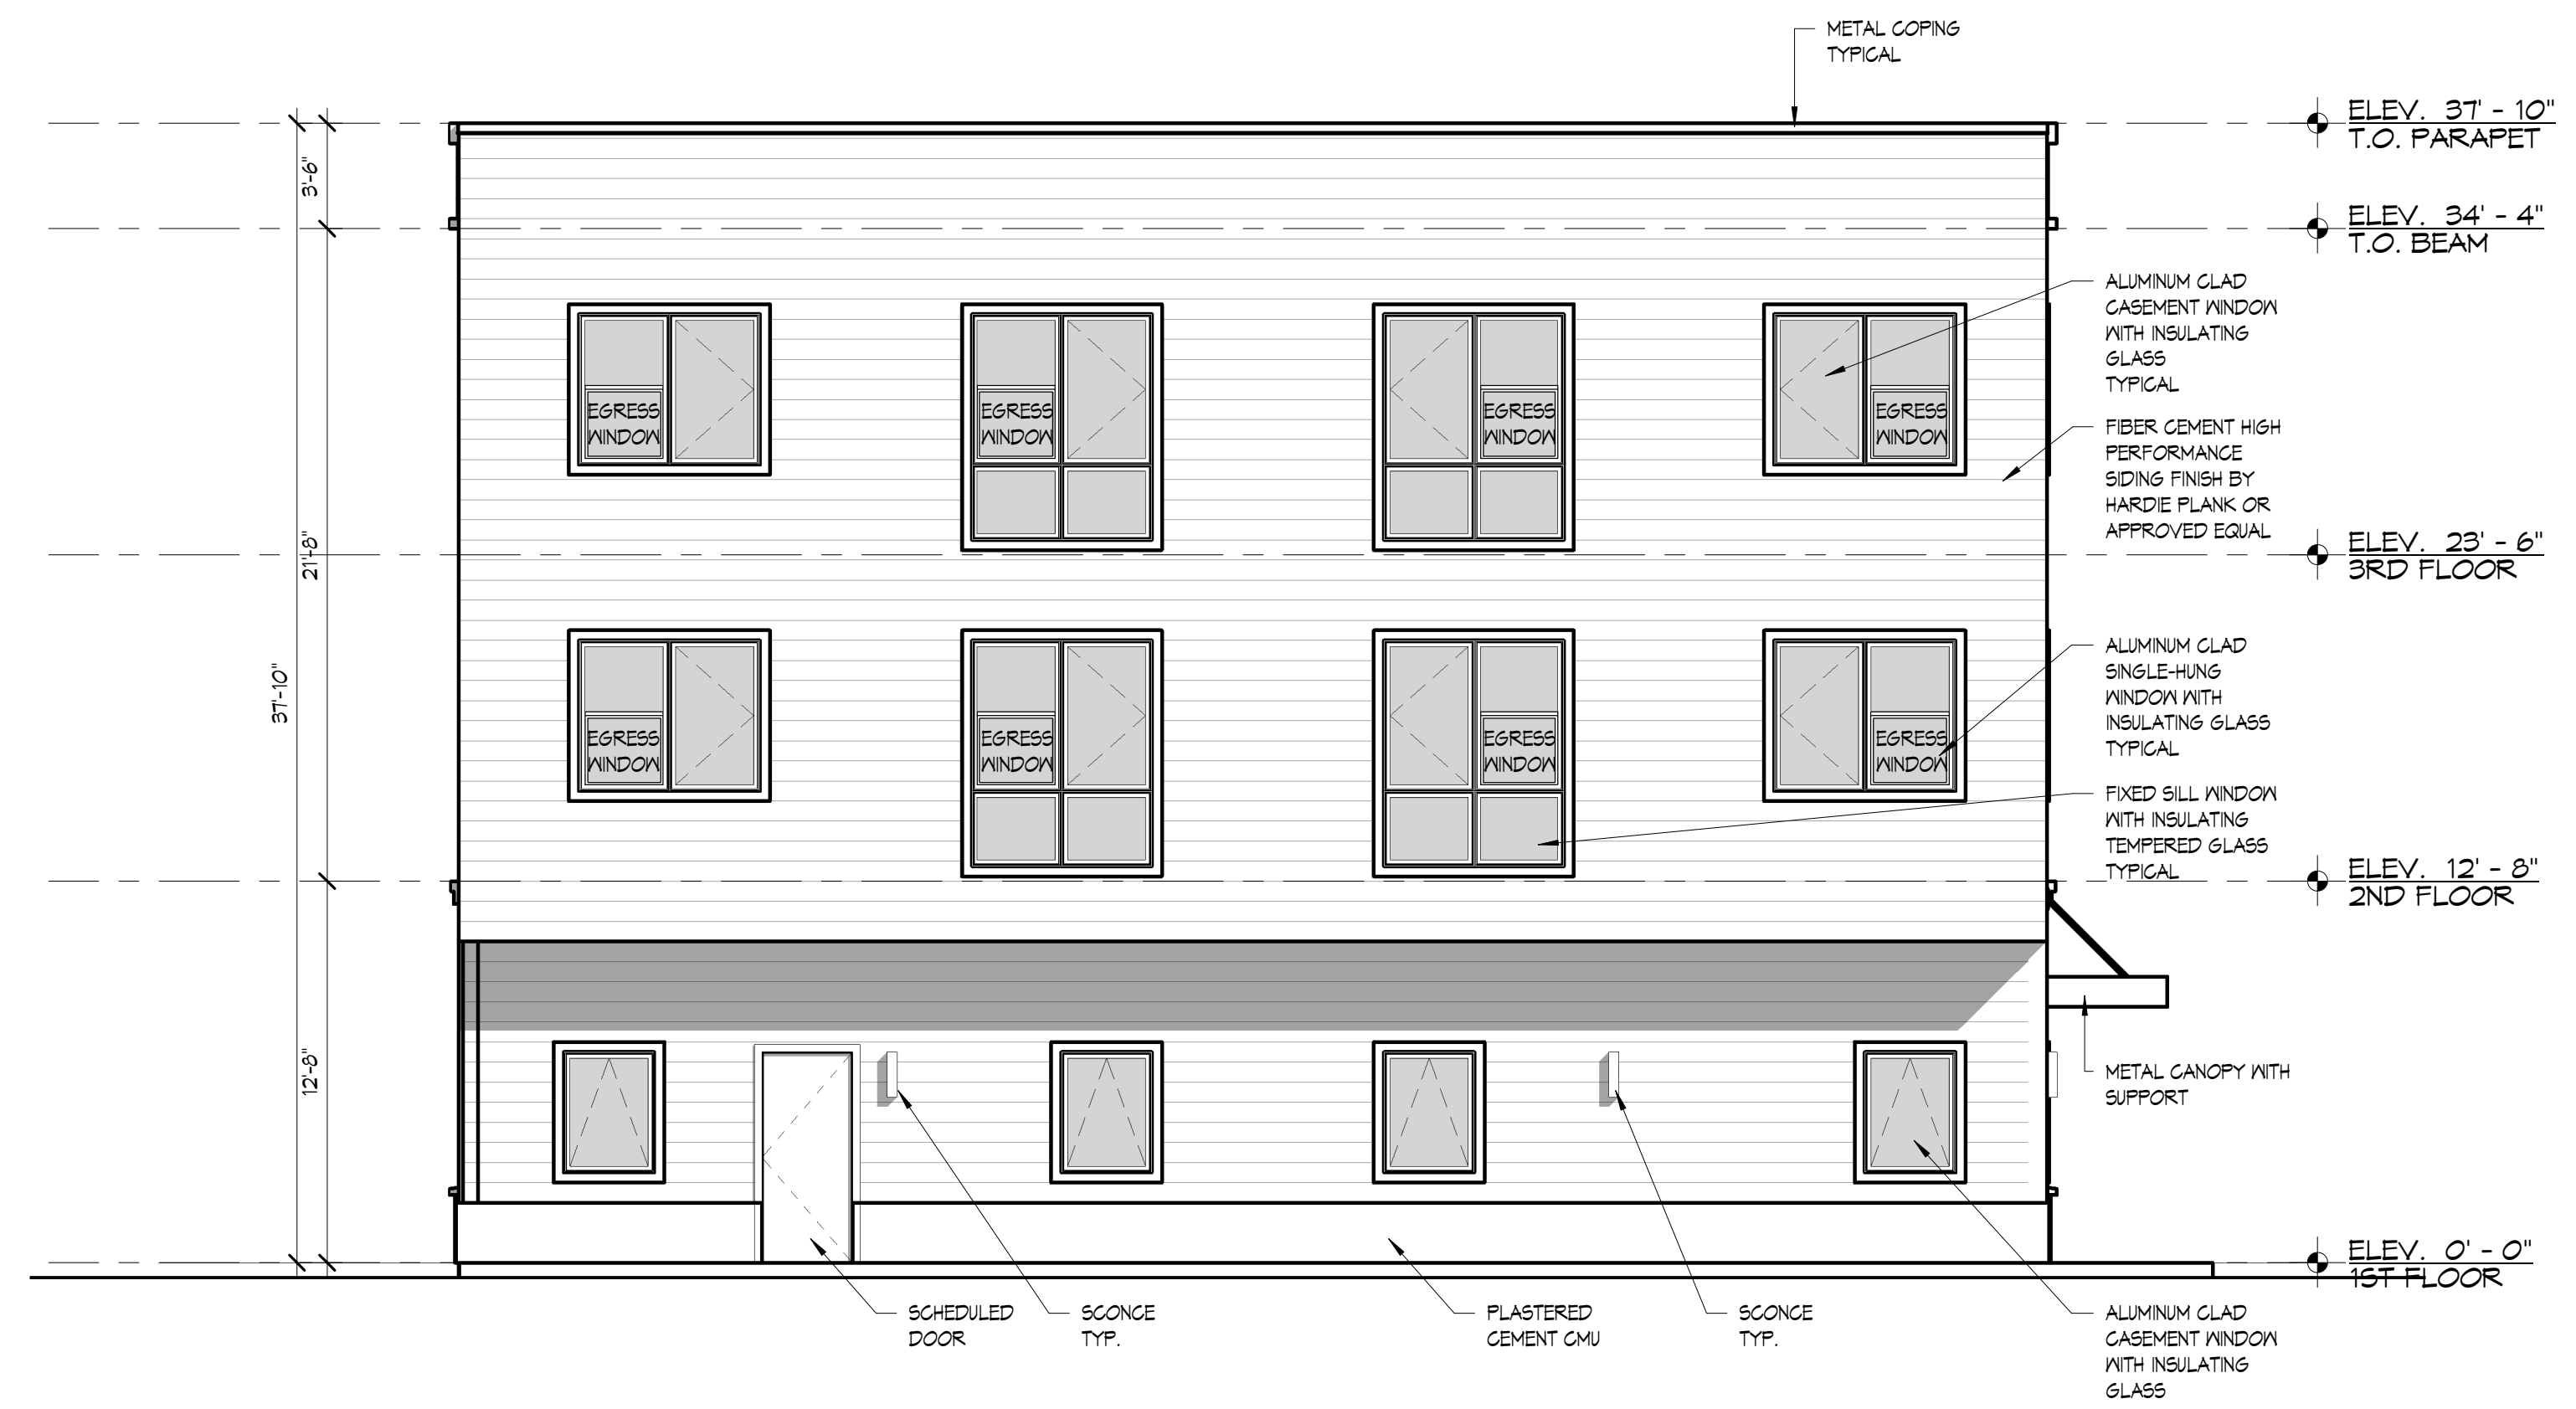 METAL COPING
TYPICAL
ELEV. 37' - 10"
T.O. PARAPET
3'-6"
ELEV. 34' - 4"
T.O. BEAM
ALUMINUM CLAD
CASEMENT WINDOW
WITH INSULATING
GLASS
TYPICAL
EGRESS
WINDOW
EGRESS
WINDOW
EGRESS
WINDOW
EGRESS
WINDOW
FIBER CEMENT HIGH
PERFORMANCE
SIDING FINISH BY
HARDIE PLANK OR
APPROVED EQUAL
21'-8"
ELEV. 23' - 6"
3RD FLOOR
37'-10"
ALUMINUM CLAD
SINGLE-HUNG
WINDOW WITH
INSULATING GLASS
TYPICAL
EGRESS
WINDOW
EGRESS
WINDOW
EGRESS
WINDOW
EGRESS
WINDOW
FIXED SILL WINDOW
WITH INSULATING
TEMPERED GLASS
TYPICAL
ELEV. 12' - 8"
2ND FLOOR
12'-8"
METAL CANOPY WITH
SUPPORT
ELEV. 0' - 0"
1ST FLOOR
SCHEDULED
DOOR
SCONCE
TYP.
PLASTERED
CEMENT CMU
SCONCE
TYP.
ALUMINUM CLAD
CASEMENT WINDOW
WITH INSULATING
GLASS